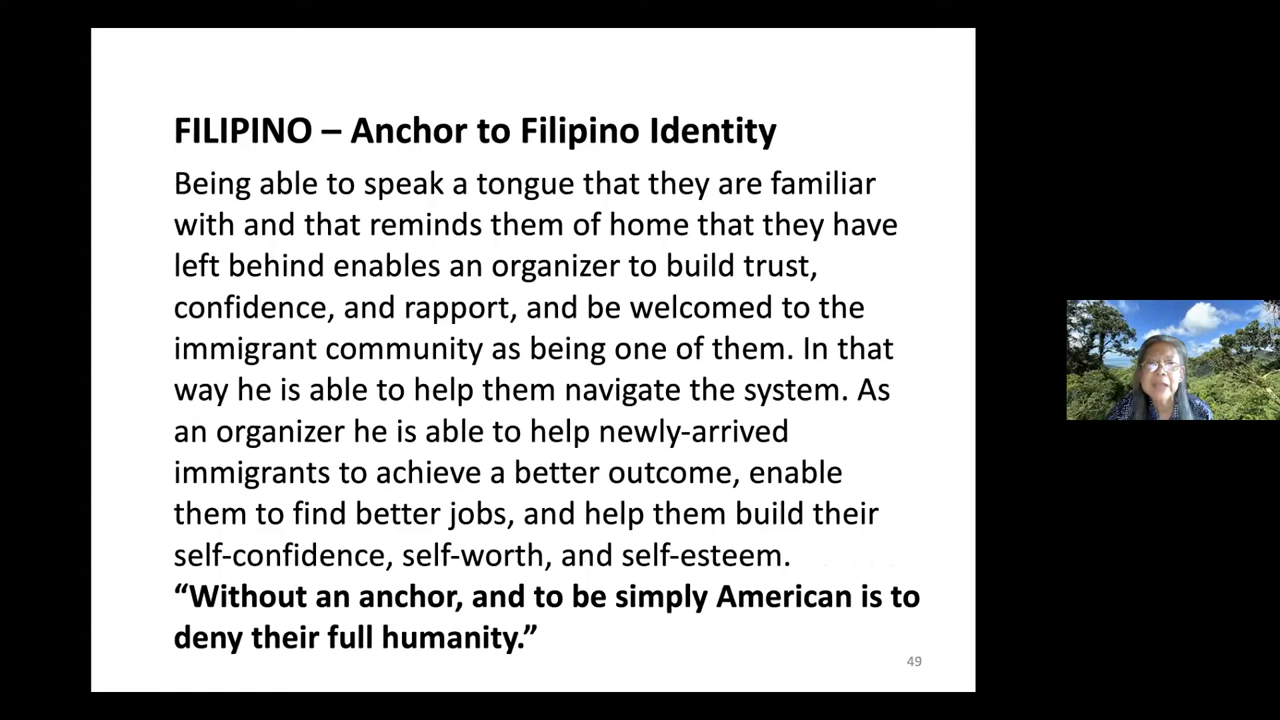 FILIPINO – Anchor to Filipino Identity
Being able to speak a tongue that they are familiar
with and that reminds them of home that they have
left behind enables an organizer to build trust,
confidence, and rapport, and be welcomed to the
immigrant community as being one of them. In that
way he is able to help them navigate the system. As
an organizer he is able to help newly-arrived
immigrants to achieve a better outcome, enable
them to find better jobs, and help them build their
self-confidence, self-worth, and self-esteem.
“Without an anchor, and to be simply American is to
deny their full humanity.”
49